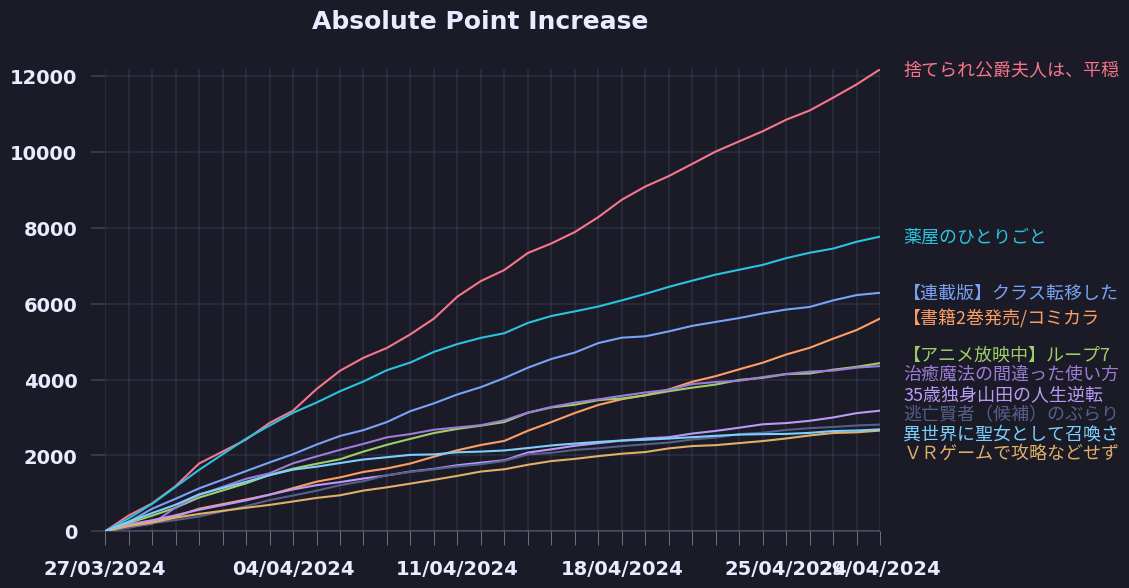 Absolute Point Increase
12000
10000
8000
6000
4000
2000
0
27/03/2024
04/04/2024
11/04/2024
18/04/2024
25/04/2024
29/04/2024
捨てられ公爵夫人は、平穏
薬屋のひとりごと
【連載版】クラス転移した
【書籍2巻発売/コミカラ
【アニメ放映中】ループ7
治癒魔法の間違った使い方
35歳独身山田の人生逆転
逃亡賢者（候補）のぶらり
異世界に聖女として召喚さ
ＶＲゲームで攻略などせず